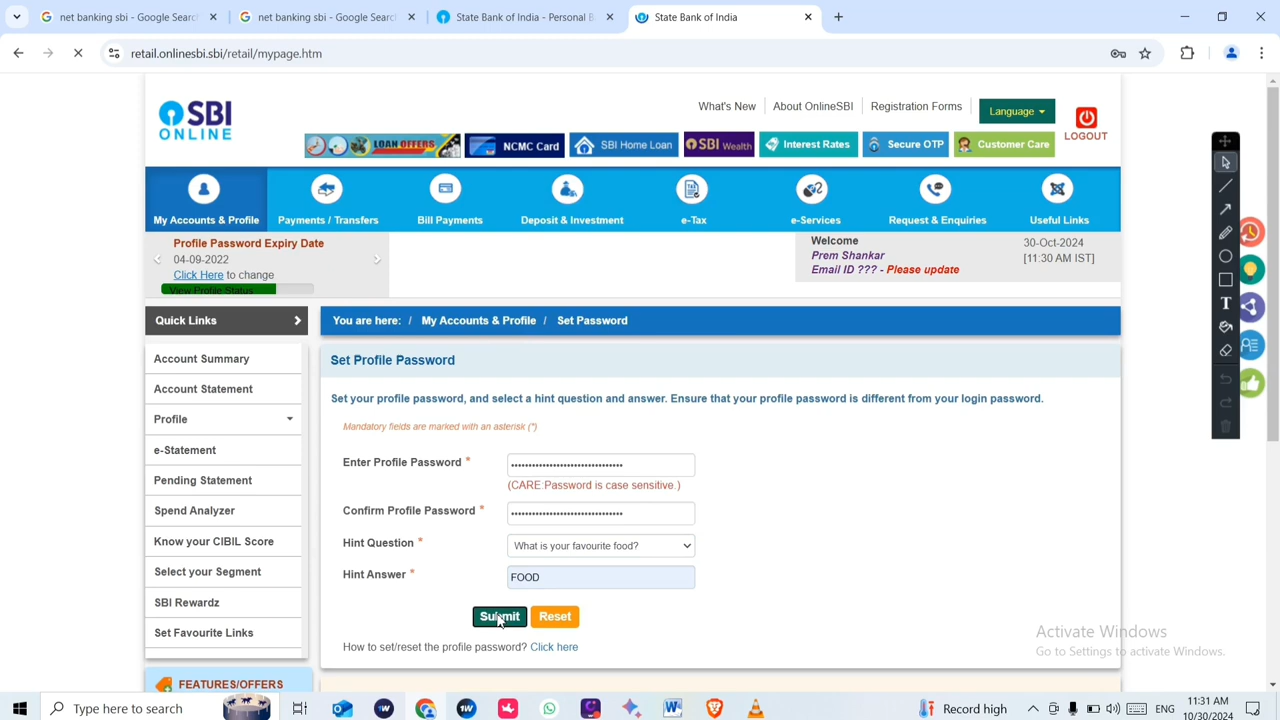 net banking sbi - Google Searc
net banking sbi - Google Searc
State Bank of India - Personal B
State Bank of India
retail.onlinesbi.sbi/retail/mypage.htm
SBI
ONLINE
What's New
About OnlineSBI
Registration Forms
Language
LOGOUT
LOAN OFFERS
NCMC Card
SBI Home Loan
SBI Wealth
Interest Rates
Secure OTP
Customer Care
My Accounts & Profile
Payments / Transfers
Bill Payments
Deposit & Investment
e-Tax
e-Services
Request & Enquiries
Useful Links
Profile Password Expiry Date
04-09-2022
Click Here to change
View Profile Status
Welcome
Prem Shankar
Email ID ??? - Please update
30-Oct-2024
[11:30 AM IST]
Quick Links
Account Summary
Account Statement
Profile
e-Statement
Pending Statement
Spend Analyzer
Know your CIBIL Score
Select your Segment
SBI Rewardz
Set Favourite Links
FEATURES/OFFERS
You are here: / My Accounts & Profile / Set Password
Set Profile Password
Set your profile password, and select a hint question and answer. Ensure that your profile password is different from your login password.
Mandatory fields are marked with an asterisk (*)
Enter Profile Password *
(CARE:Password is case sensitive.)
Confirm Profile Password *
Hint Question *
What is your favourite food?
Hint Answer *
FOOD
Submit
Reset
How to set/reset the profile password? Click here
T
Activate Windows
Go to Settings to activate Windows.
Type here to search
Record high
ENG
11:31 AM
10/30/2024